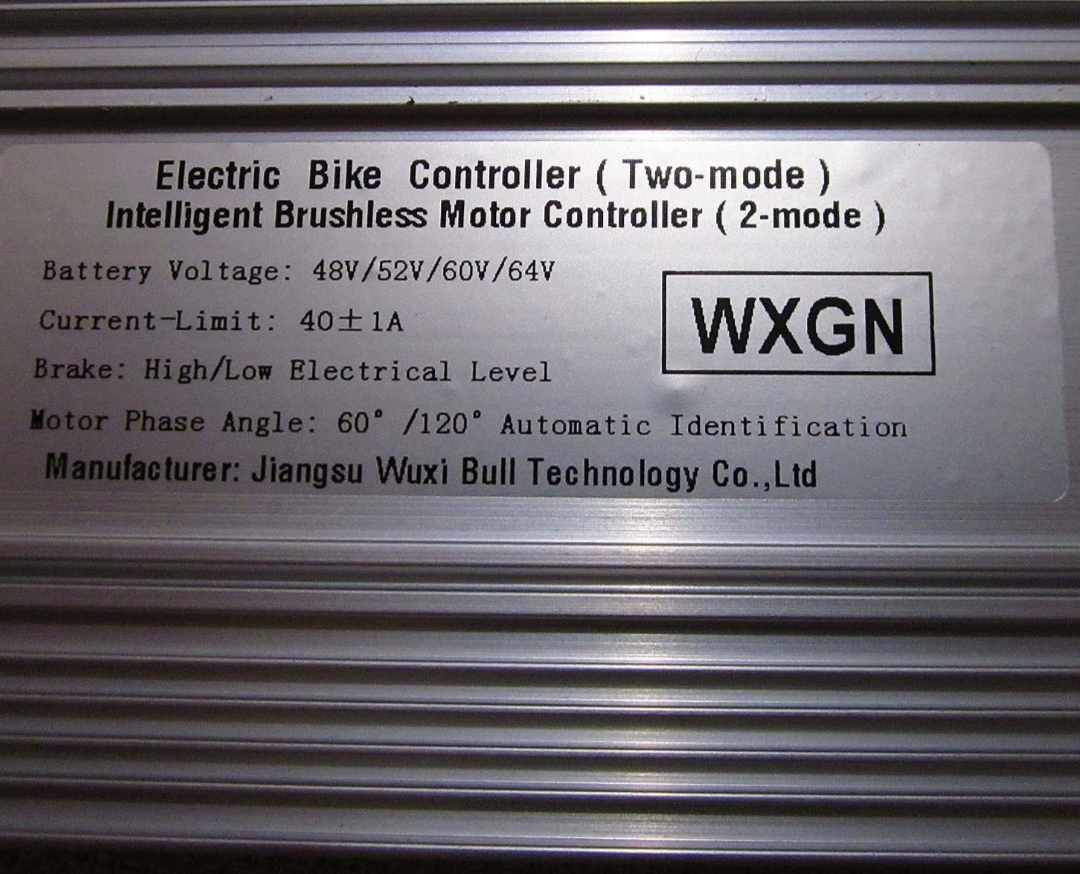 Electric Bike Controller ( Two-mode )
Intelligent Brushless Motor Controller ( 2-mode )
Battery Voltage: 48V/52V/60V/64V
Current-Limit: 40±1A
WXGN
Brake: High/Low Electrical Level
Motor Phase Angle: 60° /120° Automatic Identification
Manufacturer: Jiangsu Wuxi Bull Technology Co.,Ltd